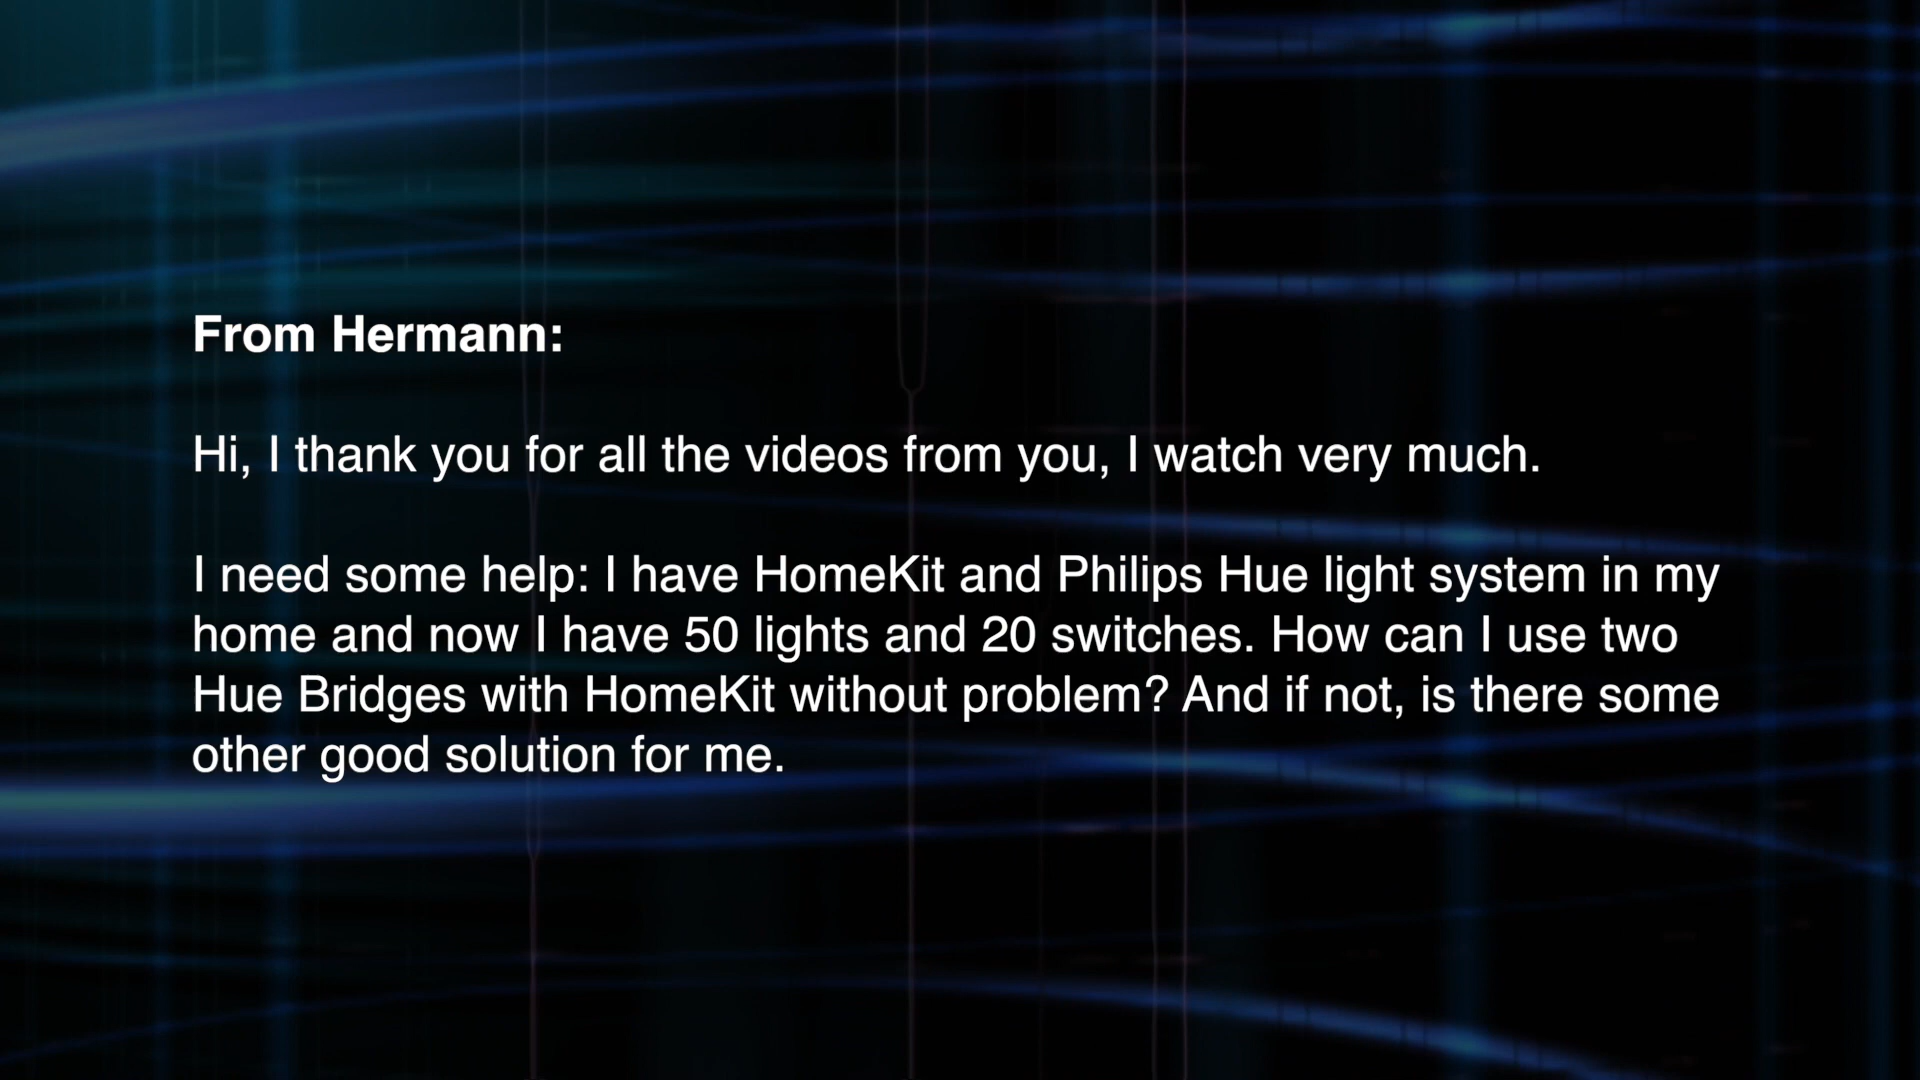 From Hermann:
Hi, I thank you for all the videos from you, I watch very much.
I need some help: I have HomeKit and Philips Hue light system in my
home and now I have 50 lights and 20 switches. How can I use two
Hue Bridges with HomeKit without problem? And if not, is there some
other good solution for me.